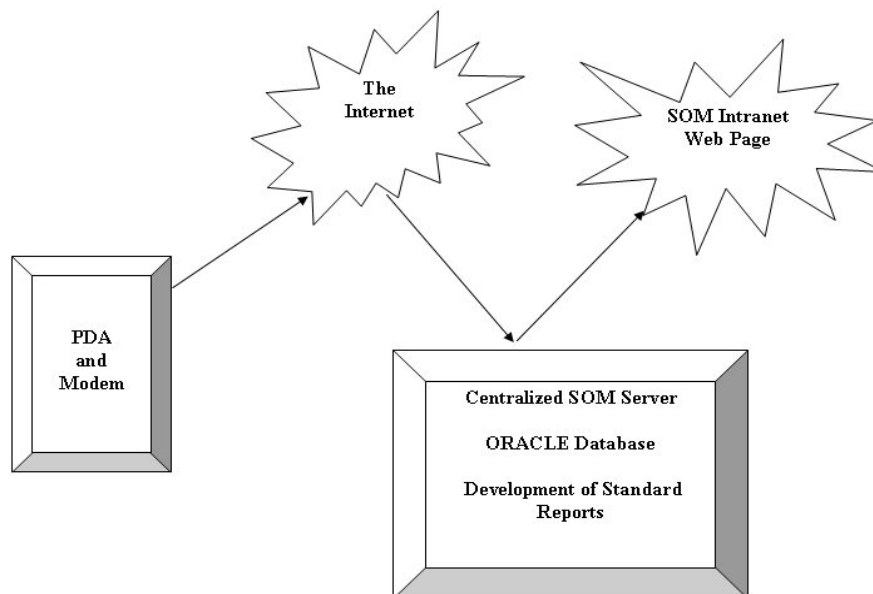 The
Internet
SOM Intranet
Web Page
PDA
and
Modem
Centralized SOM Server
ORACLE Database
Development of Standard
Reports